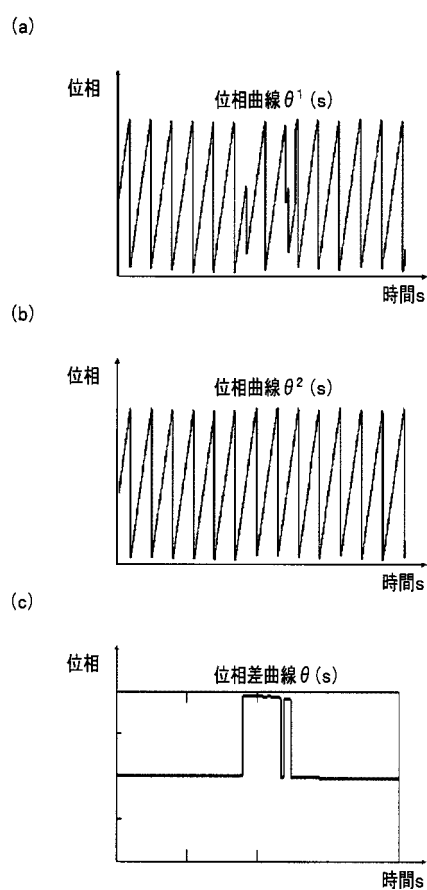 (a)
位相
位相曲線θ¹(s)
時間s
(b)
位相
位相曲線θ²(s)
時間s
(c)
位相
位相差曲線θ(s)
時間s